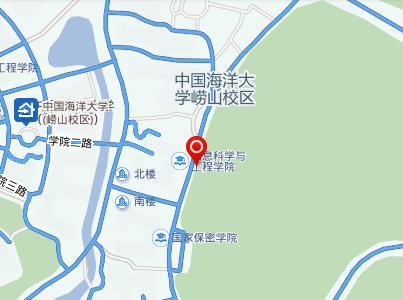 工程学院
中国海洋大
学崂山校区
中国海洋大学
(崂山校区))
学院二路
息科学与
工程学院
北楼
院三路
南楼
国家保密学院